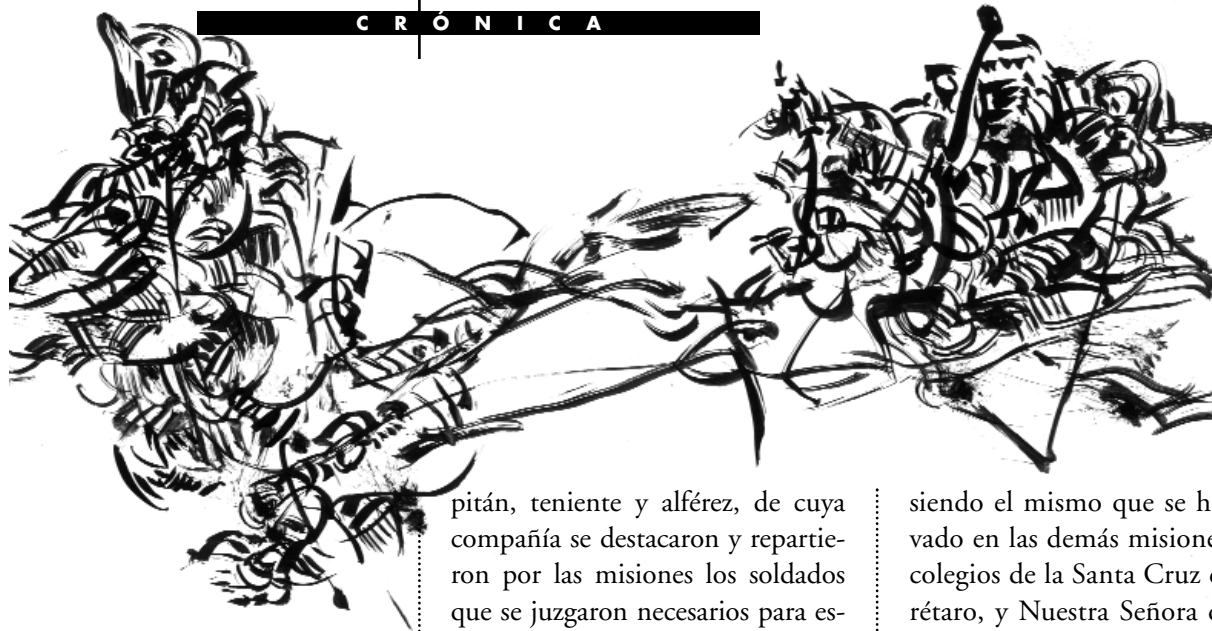 CRÓNICA
pitán, teniente y alférez, de cuya
compañía se destacaron y repartie-
ron por las misiones los soldados
que se juzgaron necesarios para es-
siendo el mismo que se h
vado en las demás misione
colegios de la Santa Cruz
rétaro, y Nuestra Señora